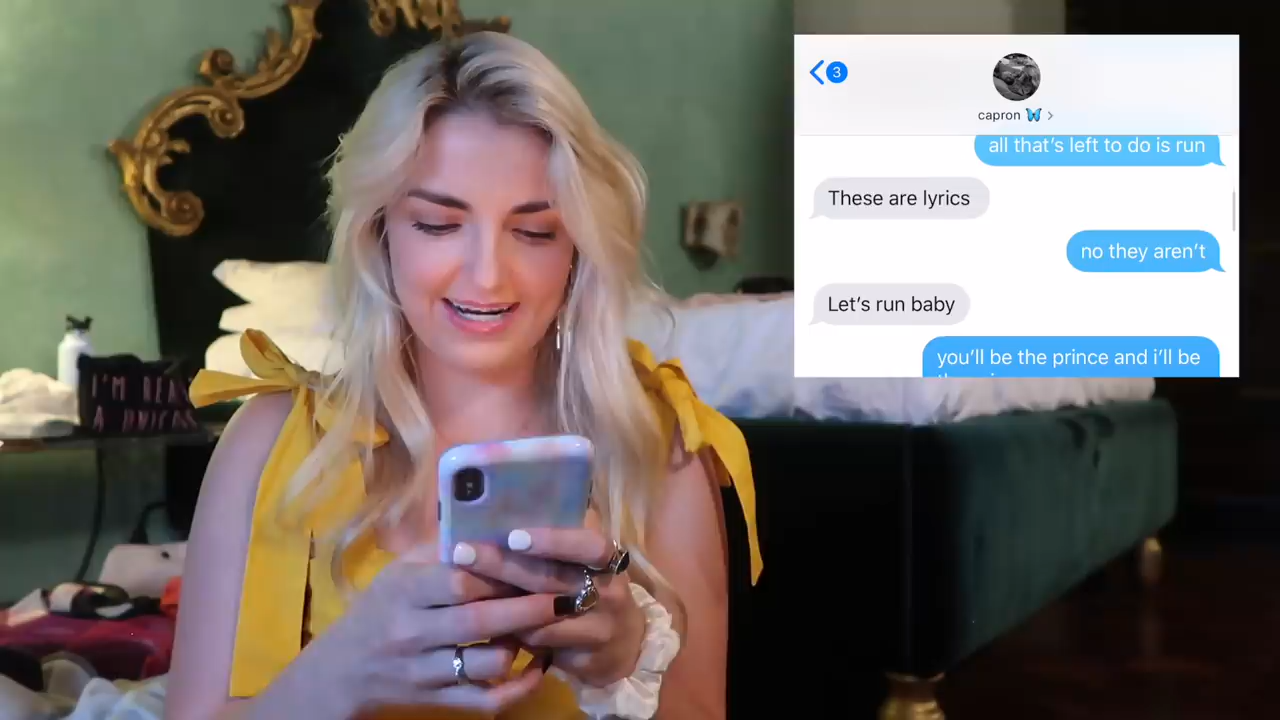 3
capron 🦋 >
all that's left to do is run
These are lyrics
no they aren't
Let's run baby
you'll be the prince and i'll be
I'M
A